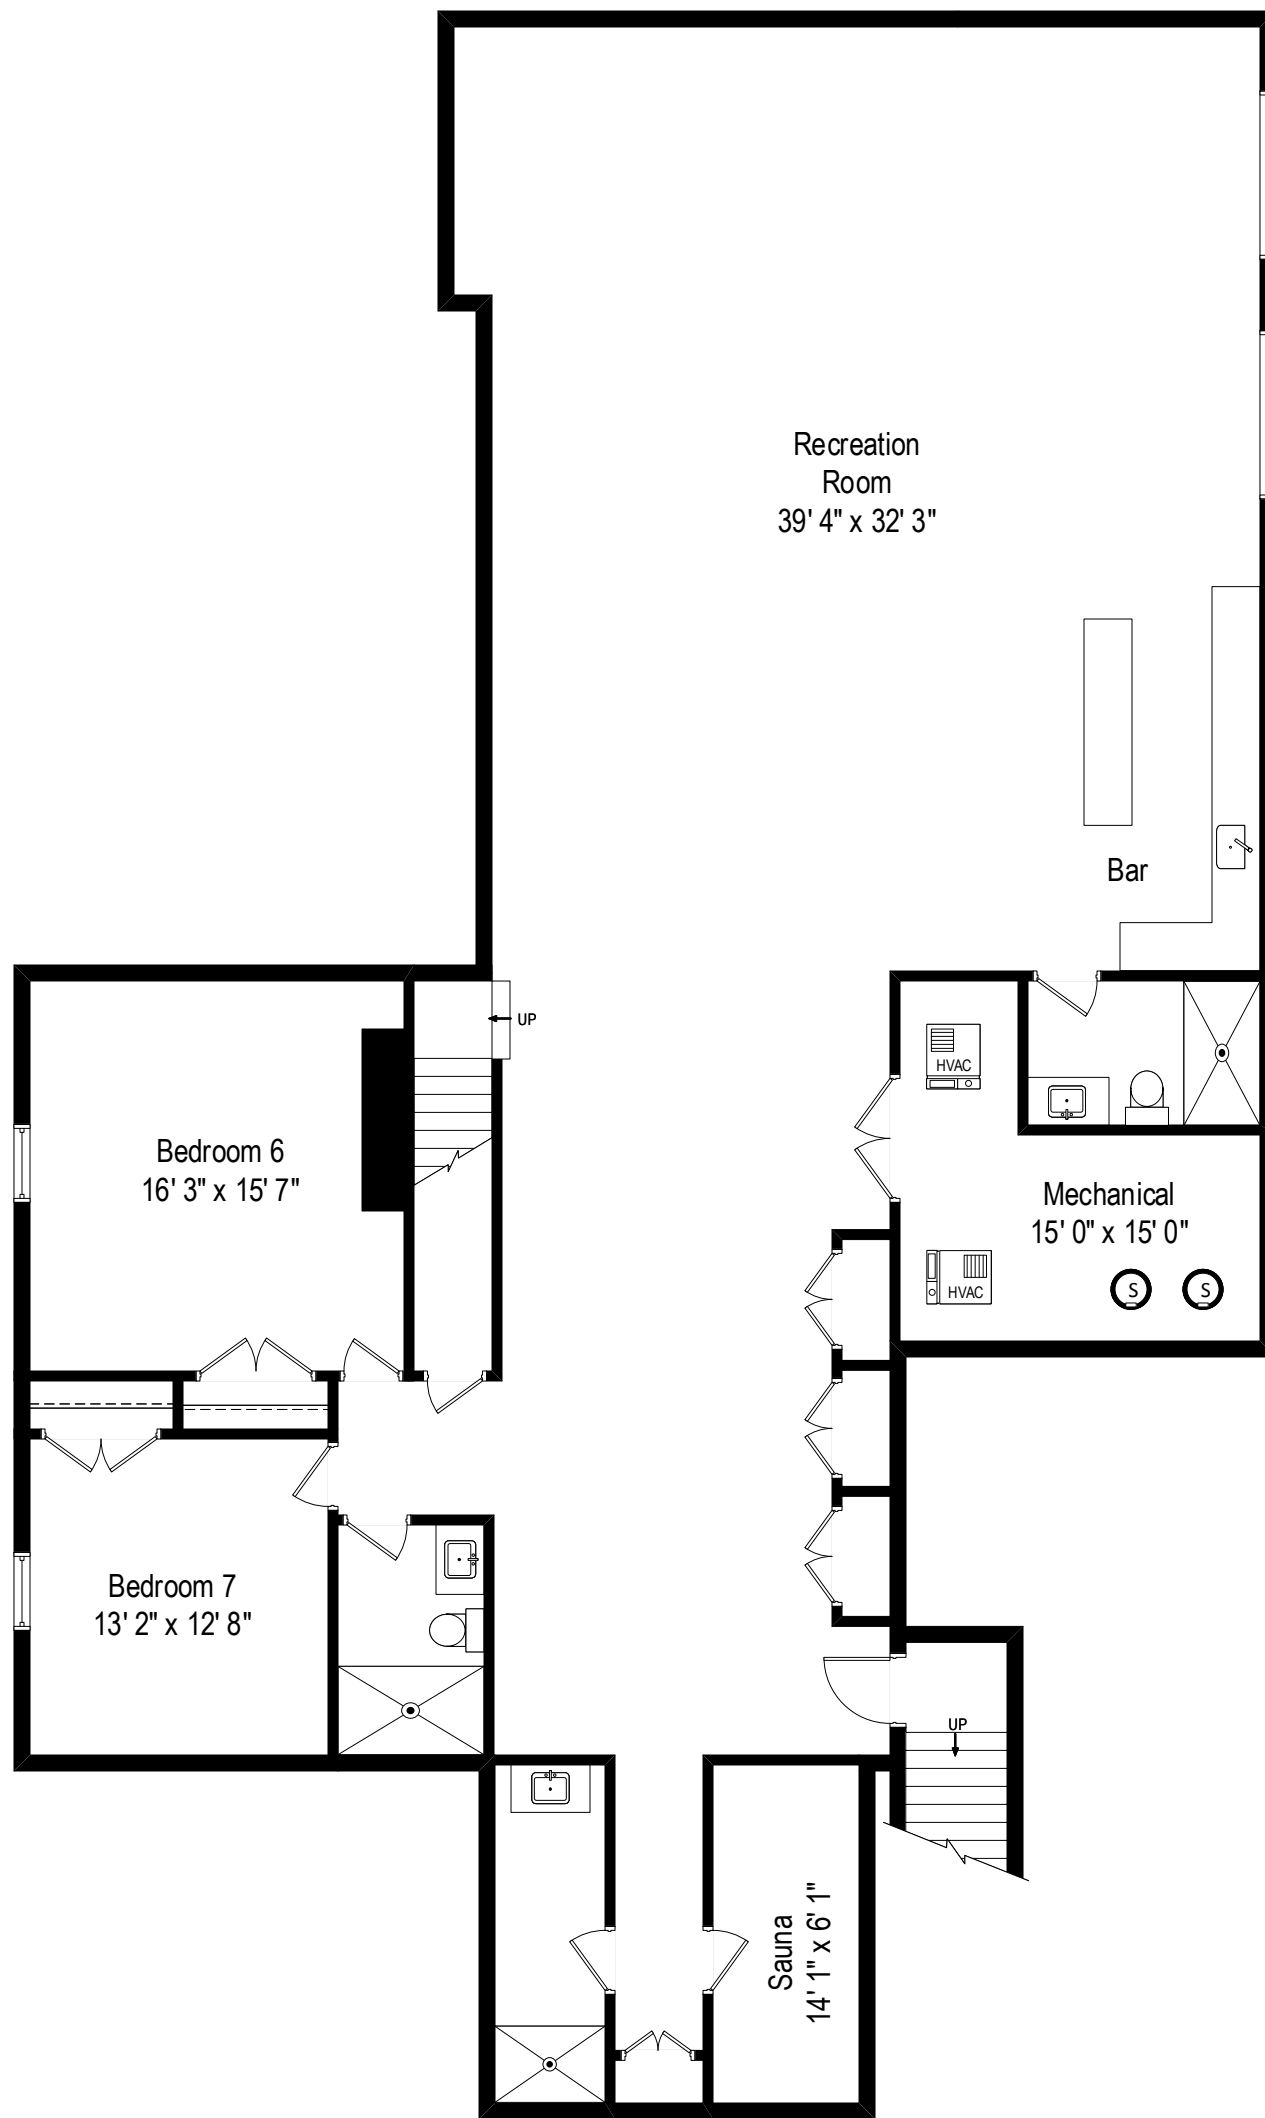 Recreation
Room
39' 4" x 32' 3"
Bar
UP
HVAC
Bedroom 6
16' 3" x 15' 7"
Mechanical
15' 0" x 15' 0"
HVAC
S
S
Bedroom 7
13' 2" x 12' 8"
UP
Sauna
14' 1" x 6' 1"